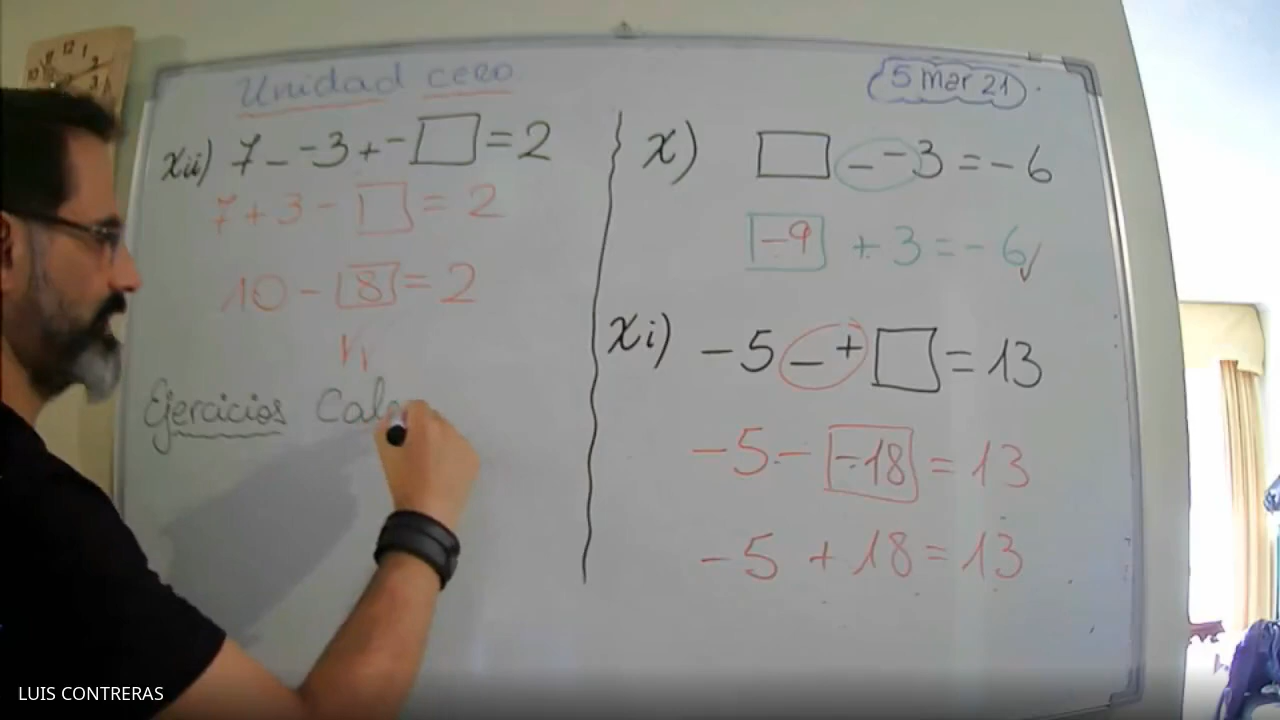 Unidad cero
5 Mar 21
xii) 7 - -3 + - □ = 2
7 + 3 - □ = 2
10 - 8 = 2
Ejercicios Calc
x) □ - -3 = -6
-9 + 3 = -6 ✓
xi) -5 - + □ = 13
-5 - -18 = 13
-5 + 18 = 13
LUIS CONTRERAS